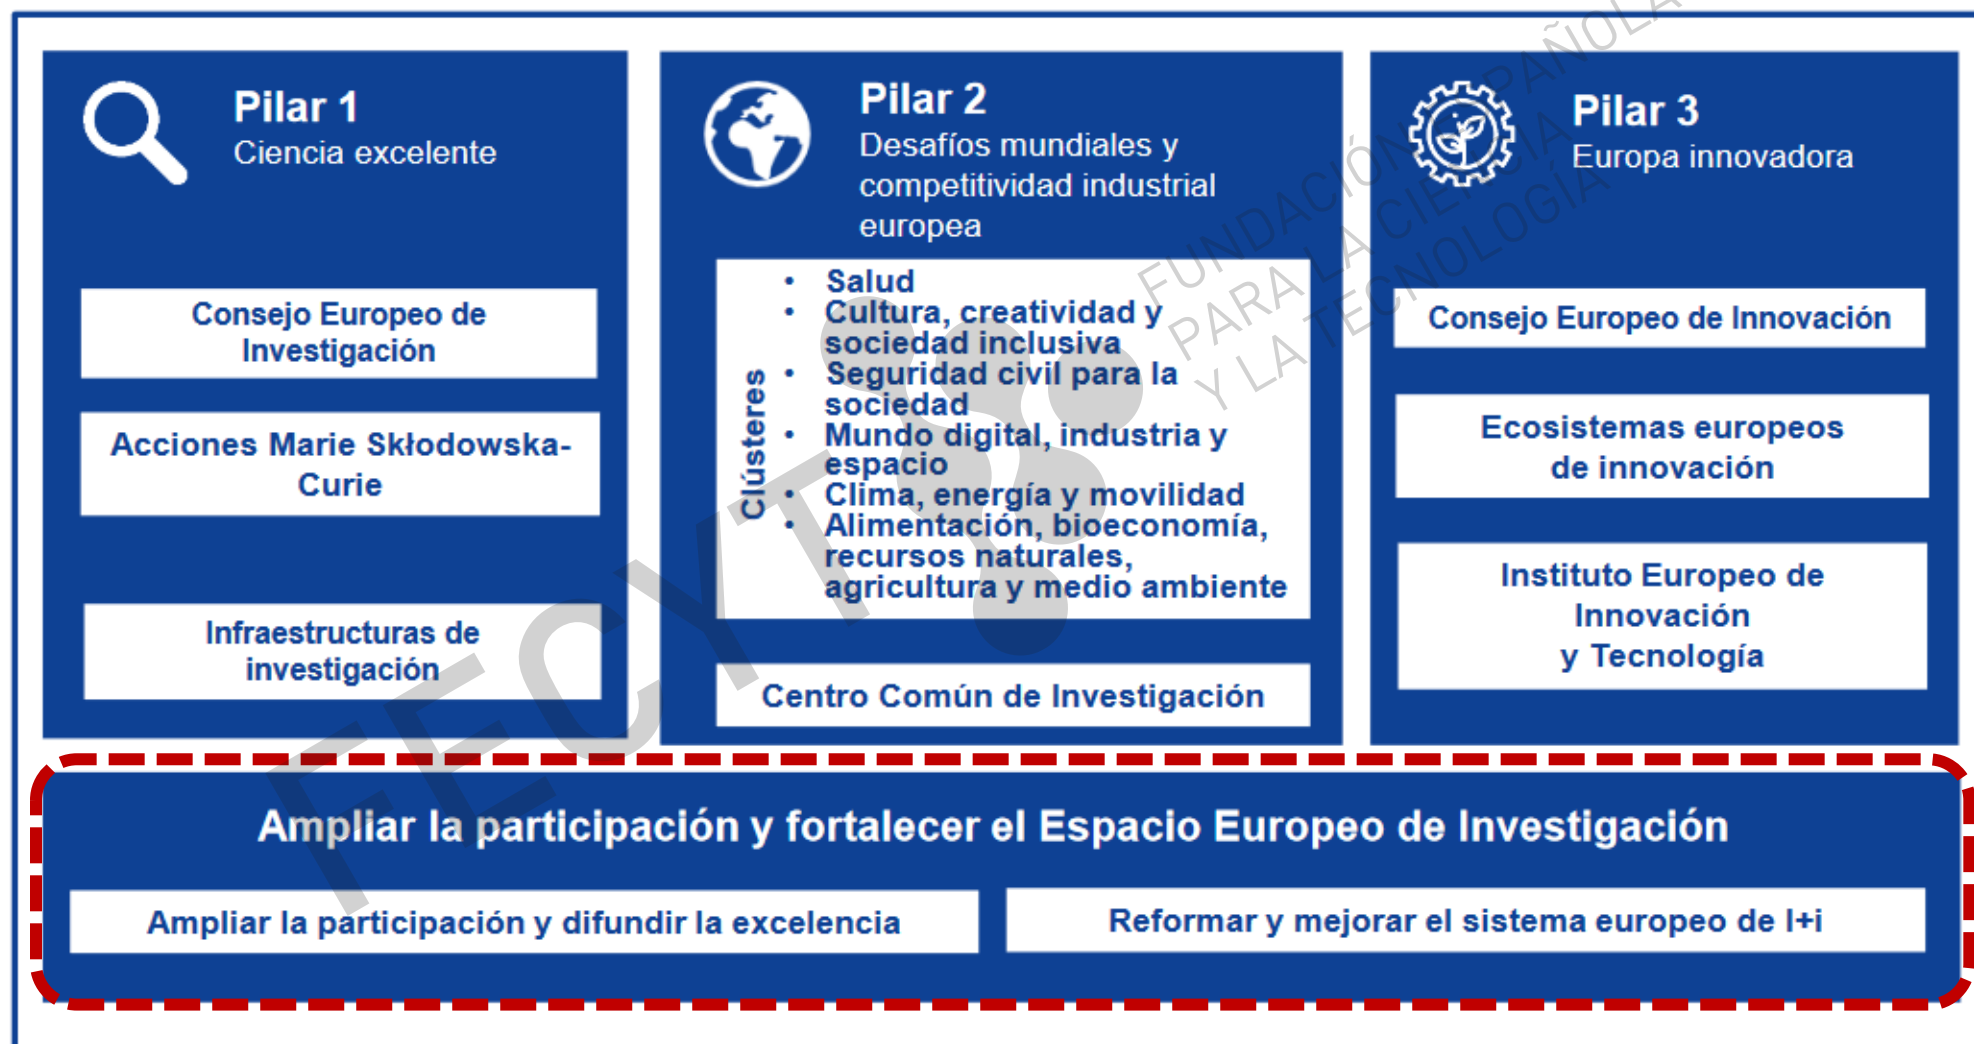 Pilar 1
Ciencia excelente
Consejo Europeo de
Investigación
Acciones Marie Skłodowska-
Curie
Infraestructuras de
investigación
Pilar 2
Desafíos mundiales y
competitividad industrial
europea
Clústeres
• Salud
• Cultura, creatividad y
sociedad inclusiva
• Seguridad civil para la
sociedad
• Mundo digital, industria y
espacio
• Clima, energía y movilidad
• Alimentación, bioeconomía,
recursos naturales,
agricultura y medio ambiente
Centro Común de Investigación
Pilar 3
Europa innovadora
Consejo Europeo de Innovación
Ecosistemas europeos
de innovación
Instituto Europeo de
Innovación
y Tecnología
Ampliar la participación y fortalecer el Espacio Europeo de Investigación
Ampliar la participación y difundir la excelencia
Reformar y mejorar el sistema europeo de I+i
FECYT
FUNDACIÓN ESPAÑOLA
PARA LA CIENCIA
Y LA TECNOLOGÍA